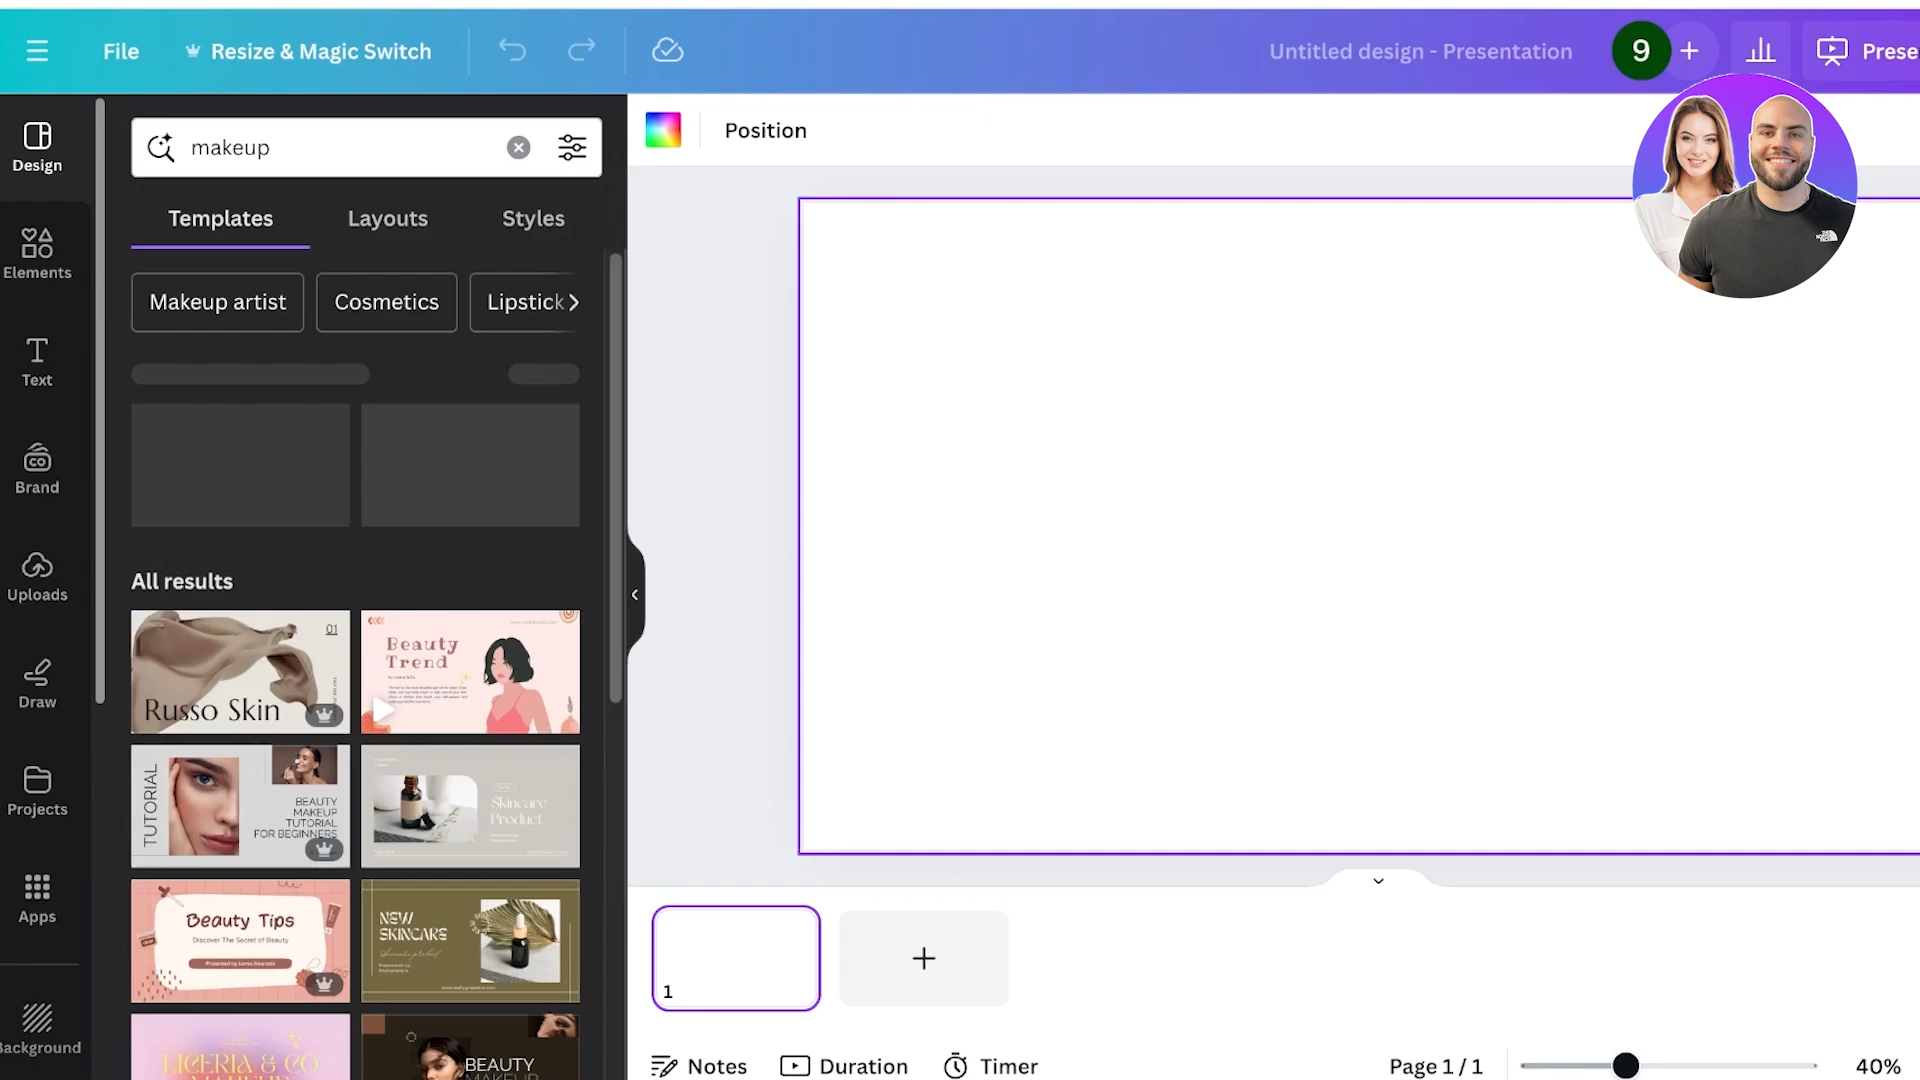 File
Resize & Magic Switch
Untitled design - Presentation
9
Design
Elements
Text
Brand
Uploads
Draw
Projects
Apps
Background
makeup
Templates
Layouts
Styles
Makeup artist
Cosmetics
Lipstick
All results
01
Russo Skin
Beauty
Trend
TUTORIAL
BEAUTY
MAKEUP
TUTORIAL
FOR BEGINNERS
Skincare
Product
Beauty Tips
Discover The Secret of Beauty
NEW
SKINCARE
LICERIA & CO
BEAUTY
Position
1
Notes
Duration
Timer
Page 1 / 1
40%